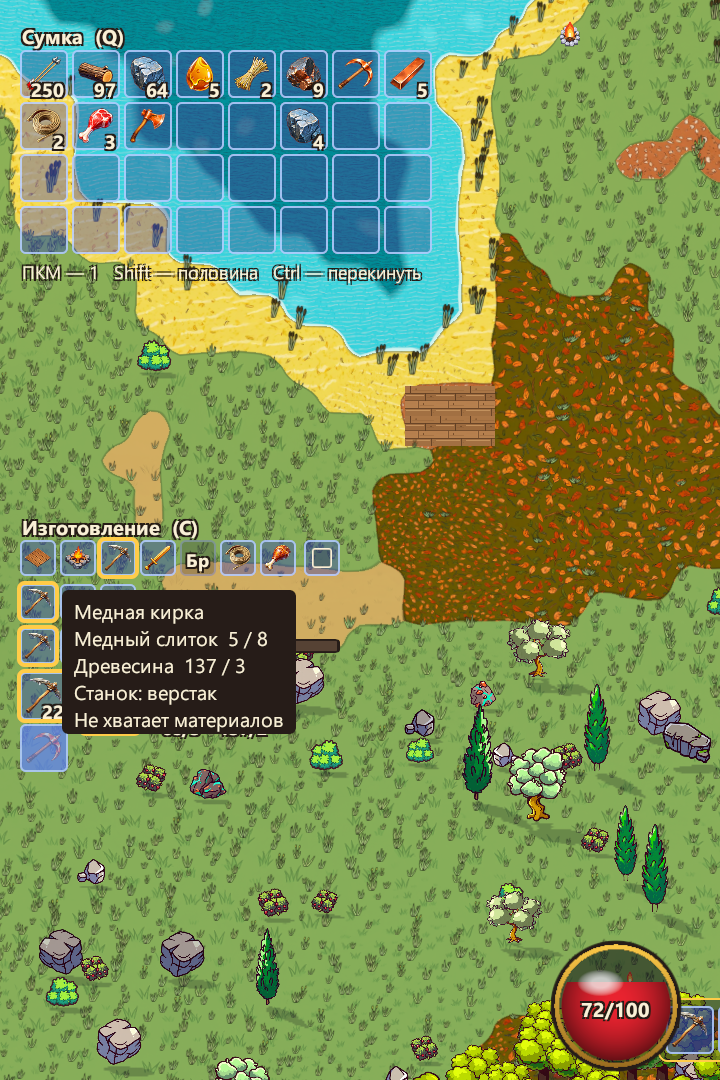 Сумка (Q)
250 97 64 5 2 9 5
2 3 4
ПКМ — 1 Shift — половина Ctrl — перекинуть
Изготовление (C)
Бр
Медная кирка
Медный слиток 5 / 8
Древесина 137 / 3
Станок: верстак
Не хватает материалов
22
72/100